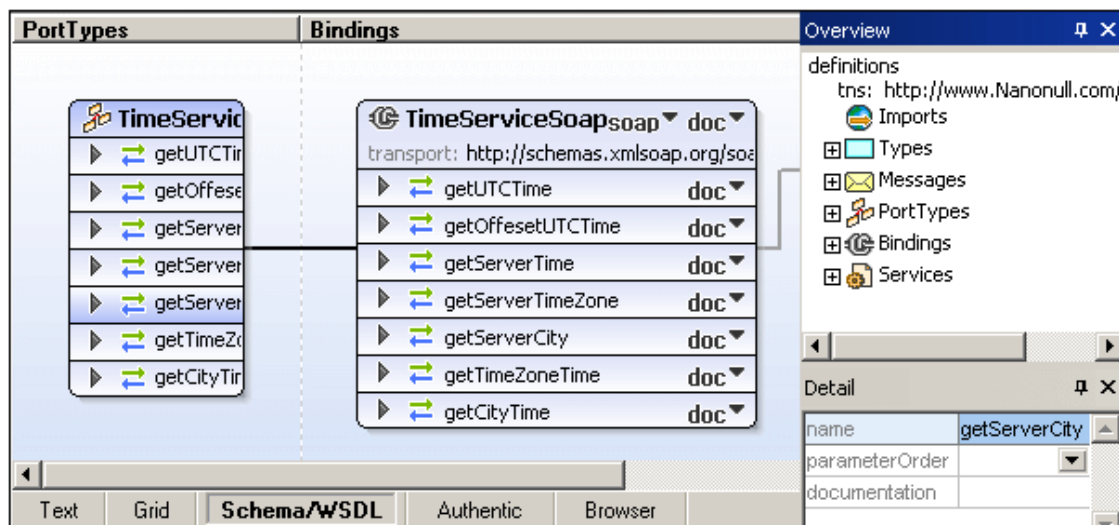 PortTypes
Bindings
TimeServic
getUTCTir
getOffese
getServer
getServer
getServer
getTimeZ
getCityTir
TimeServiceSoap soap doc
transport: http://schemas.xmlsoap.org/soa
getUTCTime doc
getOffesetUTCTime doc
getServerTime doc
getServerTimeZone doc
getServerCity doc
getTimeZoneTime doc
getCityTime doc
Text Grid Schema/WSDL Authentic Browser
Overview
definitions
tns: http://www.Nanonull.com/
Imports
Types
Messages
PortTypes
Bindings
Services
Detail
name getServerCity
parameterOrder
documentation